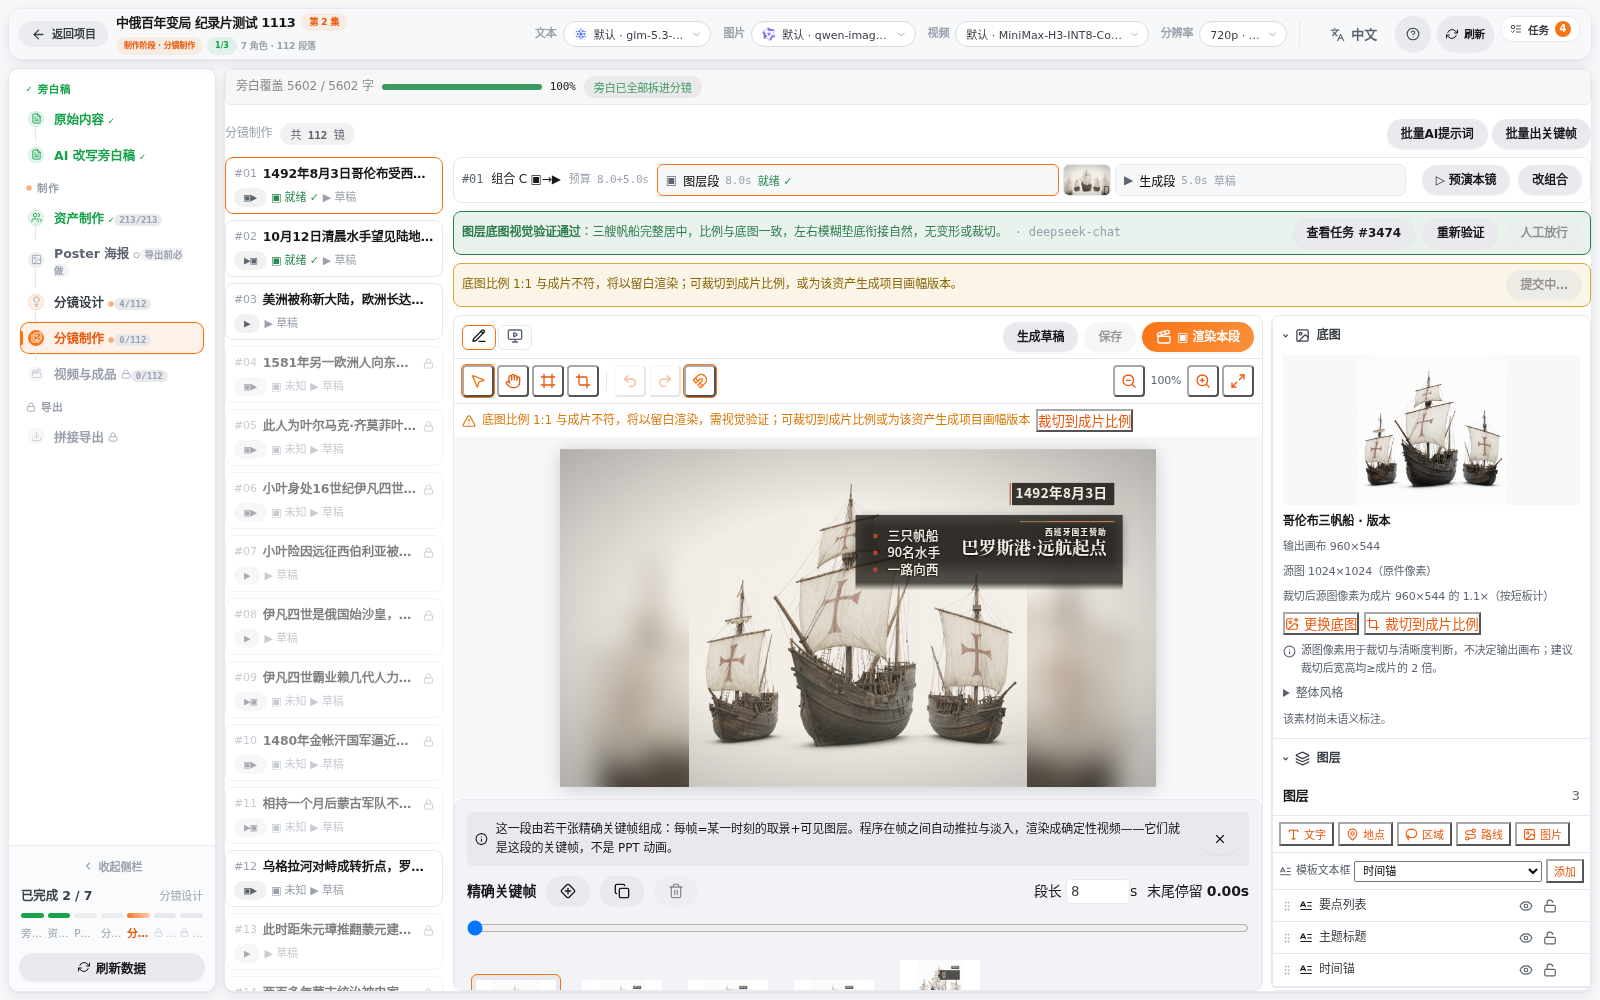 返回项目
中俄百年变局 纪录片测试 1113 第 2 集
制作阶段 · 分镜制作 1/3 7 角色 · 112 段落
文本 默认 · glm-5.3-...
图片 默认 · qwen-imag...
视频 默认 · MiniMax-H3-INT8-Co...
分辨率 720p · ...
中文
刷新
任务 4
✓ 旁白稿
原始内容 ✓
AI 改写旁白稿 ✓
制作
资产制作 ✓ 213/213
Poster 海报 ○ 导出前必做
分镜设计 4/112
分镜制作 0/112
视频与成品 0/112
导出
拼接导出
收起侧栏
已完成 2 / 7 分镜设计
旁... 资... P... 分... 分... ... ...
刷新数据
旁白覆盖 5602 / 5602 字 100% 旁白已全部拆进分镜
分镜制作 共 112 镜
批量AI提示词 批量出关键帧
#01 1492年8月3日哥伦布受西...
▣▶ ▣ 就绪 ✓ ▶ 草稿
#02 10月12日清晨水手望见陆地...
▶▣ ▣ 就绪 ✓ ▶ 草稿
#03 美洲被称新大陆，欧洲长达...
▶ ▶ 草稿
#04 1581年另一欧洲人向东...
▣▶ ▣ 未知 ▶ 草稿
#05 此人为叶尔马克·齐莫菲叶...
▣▶ ▣ 未知 ▶ 草稿
#06 小叶身处16世纪伊凡四世...
▣▶ ▣ 未知 ▶ 草稿
#07 小叶险因远征西伯利亚被...
▶ ▶ 草稿
#08 伊凡四世是俄国始沙皇，...
▶ ▶ 草稿
#09 伊凡四世霸业赖几代人力...
▶▣ ▣ 未知 ▶ 草稿
#10 1480年金帐汗国军逼近...
▣▶ ▣ 未知 ▶ 草稿
#11 相持一个月后蒙古军队不...
▶▣ ▣ 未知 ▶ 草稿
#12 乌格拉河对峙成转折点，罗...
▣▶ ▣ 未知 ▶ 草稿
#13 此时距朱元璋推翻蒙元建...
▶ ▶ 草稿
#01 组合 C ▣→▶ 预算 8.0+5.0s
▣ 图层段 8.0s 就绪 ✓
▶ 生成段 5.0s 草稿
▷ 预演本镜 改组合
图层底图视觉验证通过：三艘帆船完整居中，比例与底图一致，左右模糊垫底衔接自然，无变形或裁切。 · deepseek-chat
查看任务 #3474 重新验证 人工放行
底图比例 1:1 与成片不符，将以留白渲染；可裁切到成片比例，或为该资产生成项目画幅版本。 提交中...
生成草稿 保存 ▣ 渲染本段
100%
底图比例 1:1 与成片不符，将以留白渲染，需视觉验证；可裁切到成片比例或为该资产生成项目画幅版本 裁切到成片比例
1492年8月3日
三只帆船
90名水手
一路向西
西班牙国王赞助
巴罗斯港·远航起点
这一段由若干张精确关键帧组成：每帧=某一时刻的取景+可见图层。程序在帧之间自动推拉与淡入，渲染成确定性视频——它们就
是这段的关键帧，不是 PPT 动画。
精确关键帧
段长 8 s 末尾停留 0.00s
底图
哥伦布三帆船 · 版本
输出画布 960×544
源图 1024×1024（原件像素）
裁切后源图像素为成片 960×544 的 1.1×（按短板计）
更换底图 裁切到成片比例
源图像素用于裁切与清晰度判断，不决定输出画布；建议
裁切后宽高均≥成片的 2 倍。
▶ 整体风格
该素材尚未语义标注。
图层
图层 3
文字 地点 区域 路线 图片
模板文本框 时间锚 添加
要点列表
主题标题
时间锚